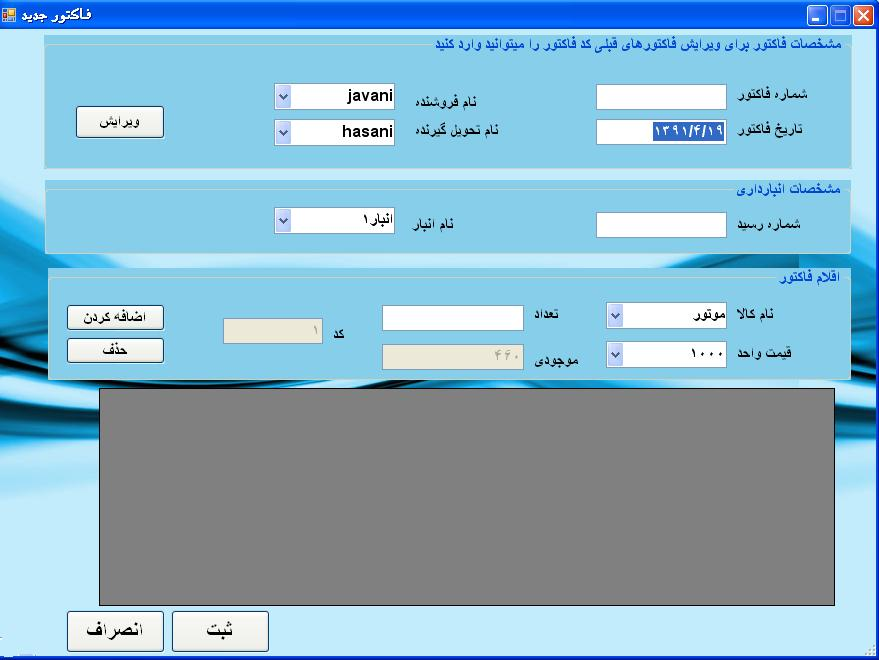 فاکتور جدید
مشخصات فاکتور برای ویرایش فاکتورهای قبلی کد فاکتور را میتوانید وارد کنید
شماره فاکتور
نام فروشنده javani
تاریخ فاکتور ۱۳۹۱/۴/۱۹
نام تحویل گیرنده hasani
ویرایش
مشخصات انبارداری
شماره رسید
نام انبار انبار۱
اقلام فاکتور
نام کالا موتور
تعداد
کد ۱
اضافه کردن
قیمت واحد ۱۰۰۰
موجودی ۴۶۰
حذف
ثبت
انصراف